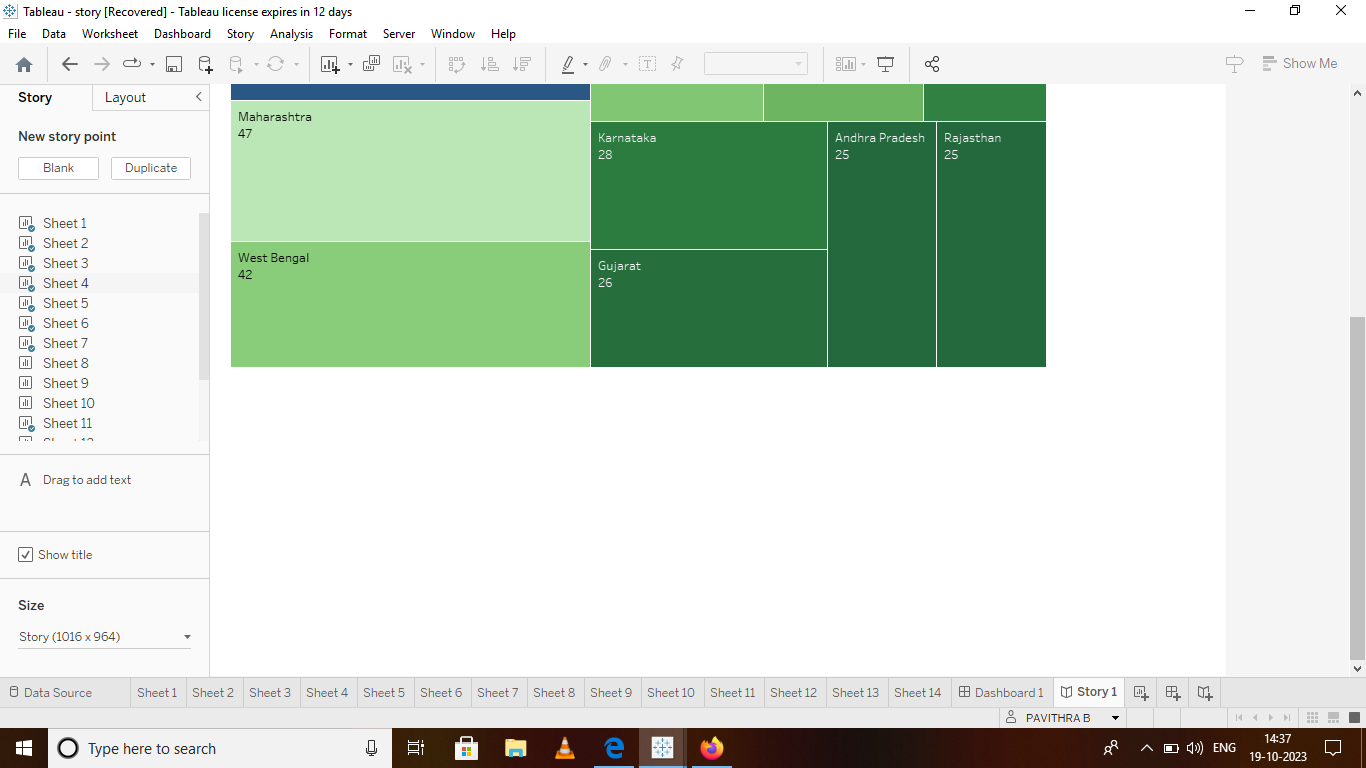 Tableau - story [Recovered] - Tableau license expires in 12 days
File Data Worksheet Dashboard Story Analysis Format Server Window Help
Show Me
Story Layout
New story point
Blank Duplicate
Sheet 1
Sheet 2
Sheet 3
Sheet 4
Sheet 5
Sheet 6
Sheet 7
Sheet 8
Sheet 9
Sheet 10
Sheet 11
A Drag to add text
Show title
Size
Story (1016 x 964)
Maharashtra
47
West Bengal
42
Karnataka
28
Gujarat
26
Andhra Pradesh
25
Rajasthan
25
Data Source Sheet 1 Sheet 2 Sheet 3 Sheet 4 Sheet 5 Sheet 6 Sheet 7 Sheet 8 Sheet 9 Sheet 10 Sheet 11 Sheet 12 Sheet 13 Sheet 14 Dashboard 1 Story 1
PAVITHRA B
Type here to search
ENG
14:37
19-10-2023